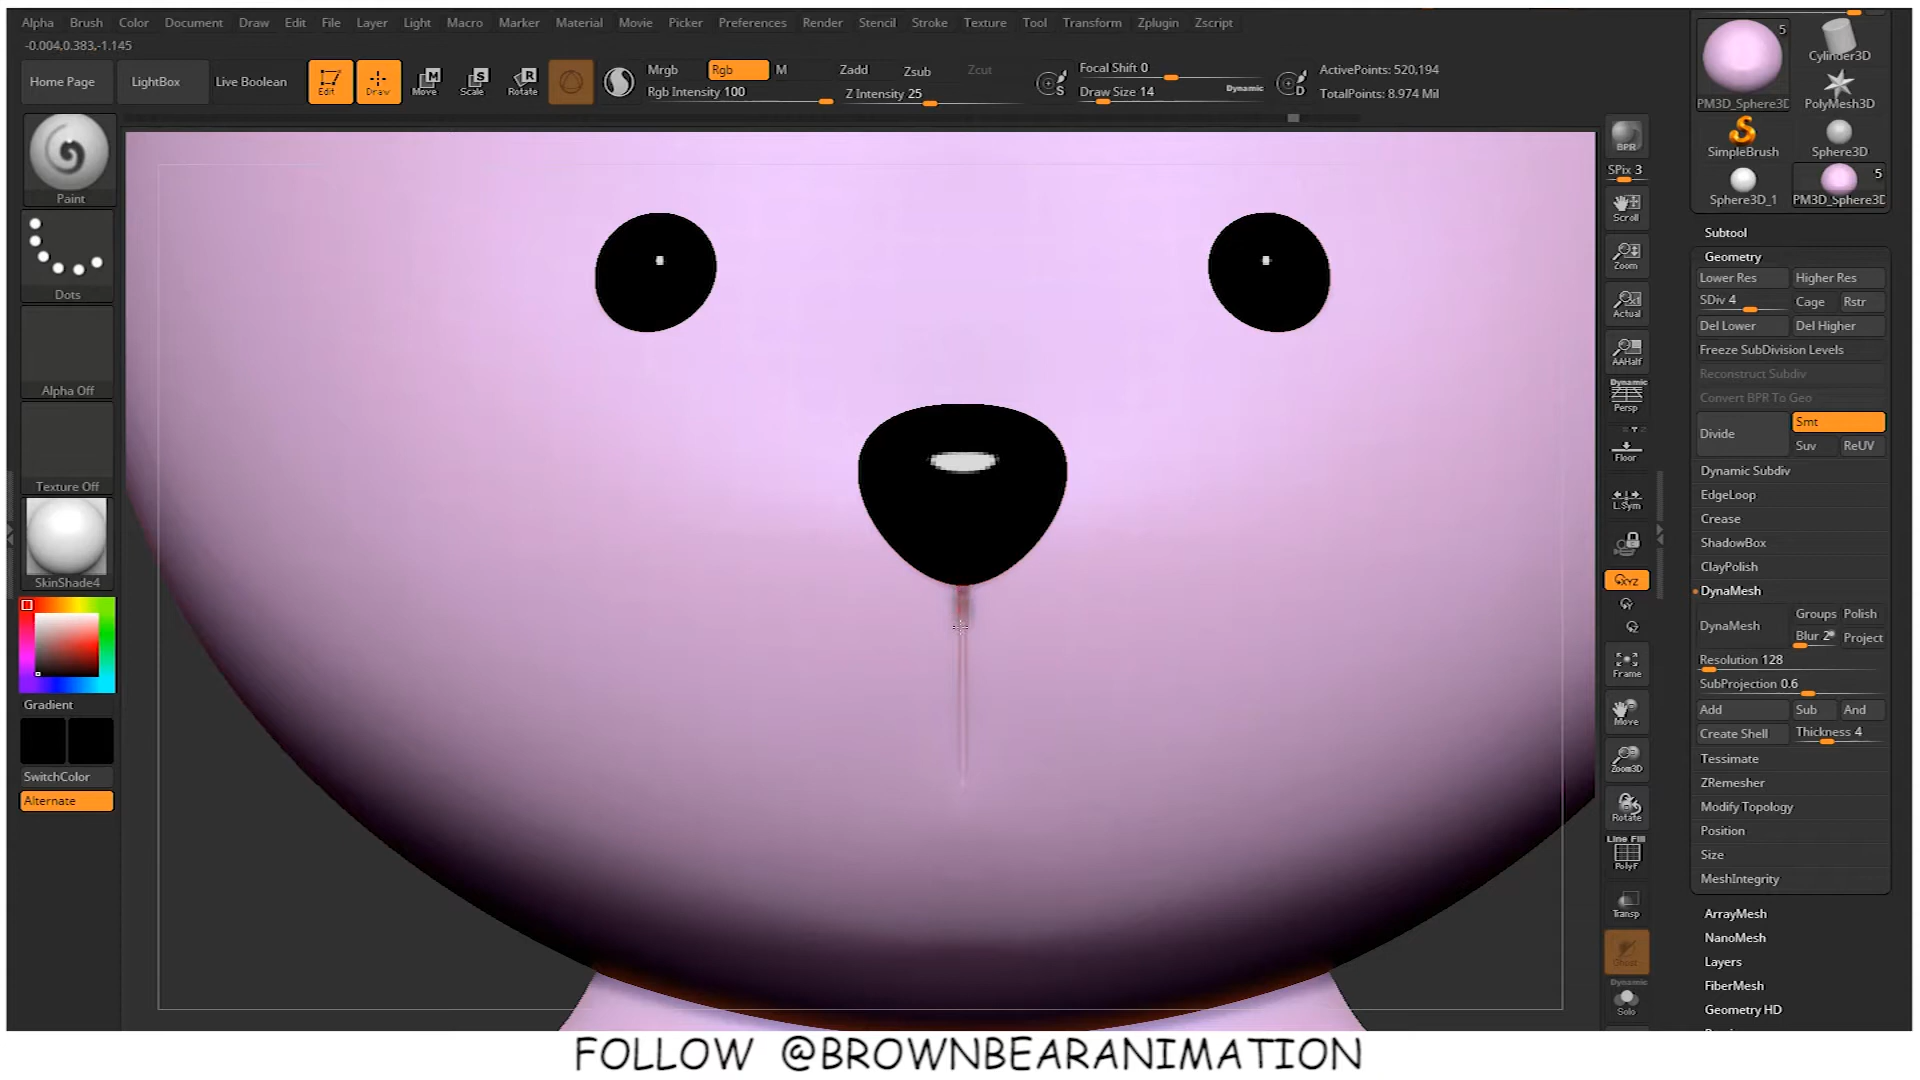 Alpha Brush Color Document Draw Edit File Layer Light Macro Marker Material Movie Picker Preferences Render Stencil Stroke Texture Tool Transform Zplugin Zscript
-0.004,0.383,-1.145
Home Page LightBox Live Boolean Edit Draw Move Scale Rotate
Mrgb Rgb M
Rgb Intensity 100
Zadd Zsub Zcut
Z Intensity 25
Focal Shift 0
Draw Size 14 Dynamic
ActivePoints: 520,194
TotalPoints: 8.974 Mil
Paint
Dots
Alpha Off
Texture Off
SkinShade4
Gradient
SwitchColor
Alternate
BPR
SPix 3
Scroll
Zoom
Actual
AAHalf
Dynamic
Persp
Floor
L.Sym
XYZ
Frame
Move
Zoom3D
Rotate
Line Fill
PolyF
Transp
Ghost
Dynamic
Solo
5
PM3D_Sphere3D Cylinder3D
PolyMesh3D
SimpleBrush Sphere3D
5
Sphere3D_1 PM3D_Sphere3D
Subtool
Geometry
Lower Res Higher Res
SDiv 4 Cage Rstr
Del Lower Del Higher
Freeze SubDivision Levels
Reconstruct Subdiv
Convert BPR To Geo
Divide Smt
Suv ReUV
Dynamic Subdiv
EdgeLoop
Crease
ShadowBox
ClayPolish
DynaMesh
DynaMesh Groups Polish
Blur 2 Project
Resolution 128
SubProjection 0.6
Add Sub And
Create Shell Thickness 4
Tessimate
ZRemesher
Modify Topology
Position
Size
MeshIntegrity
ArrayMesh
NanoMesh
Layers
FiberMesh
Geometry HD
FOLLOW @BROWNBEARANIMATION